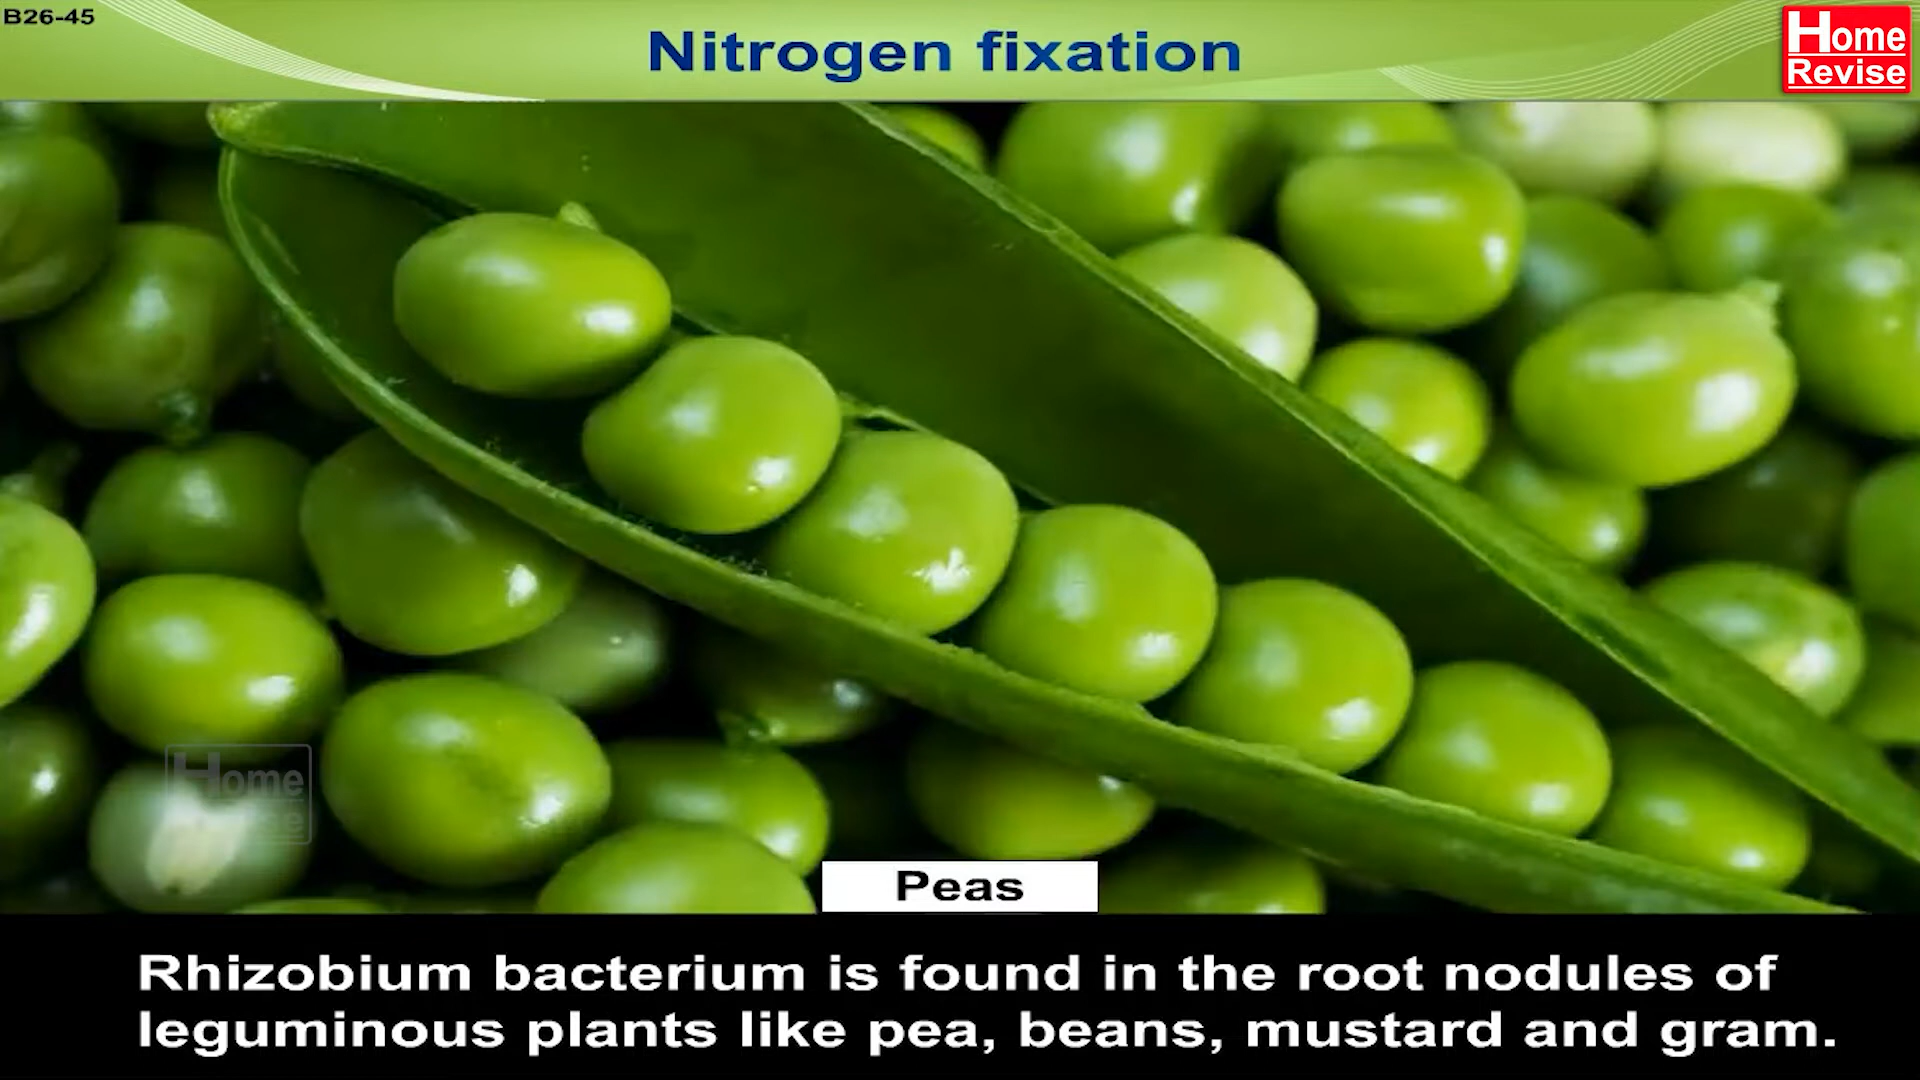 B26-45
Nitrogen fixation
Home
Revise
Home
Peas
Rhizobium bacterium is found in the root nodules of
leguminous plants like pea, beans, mustard and gram.